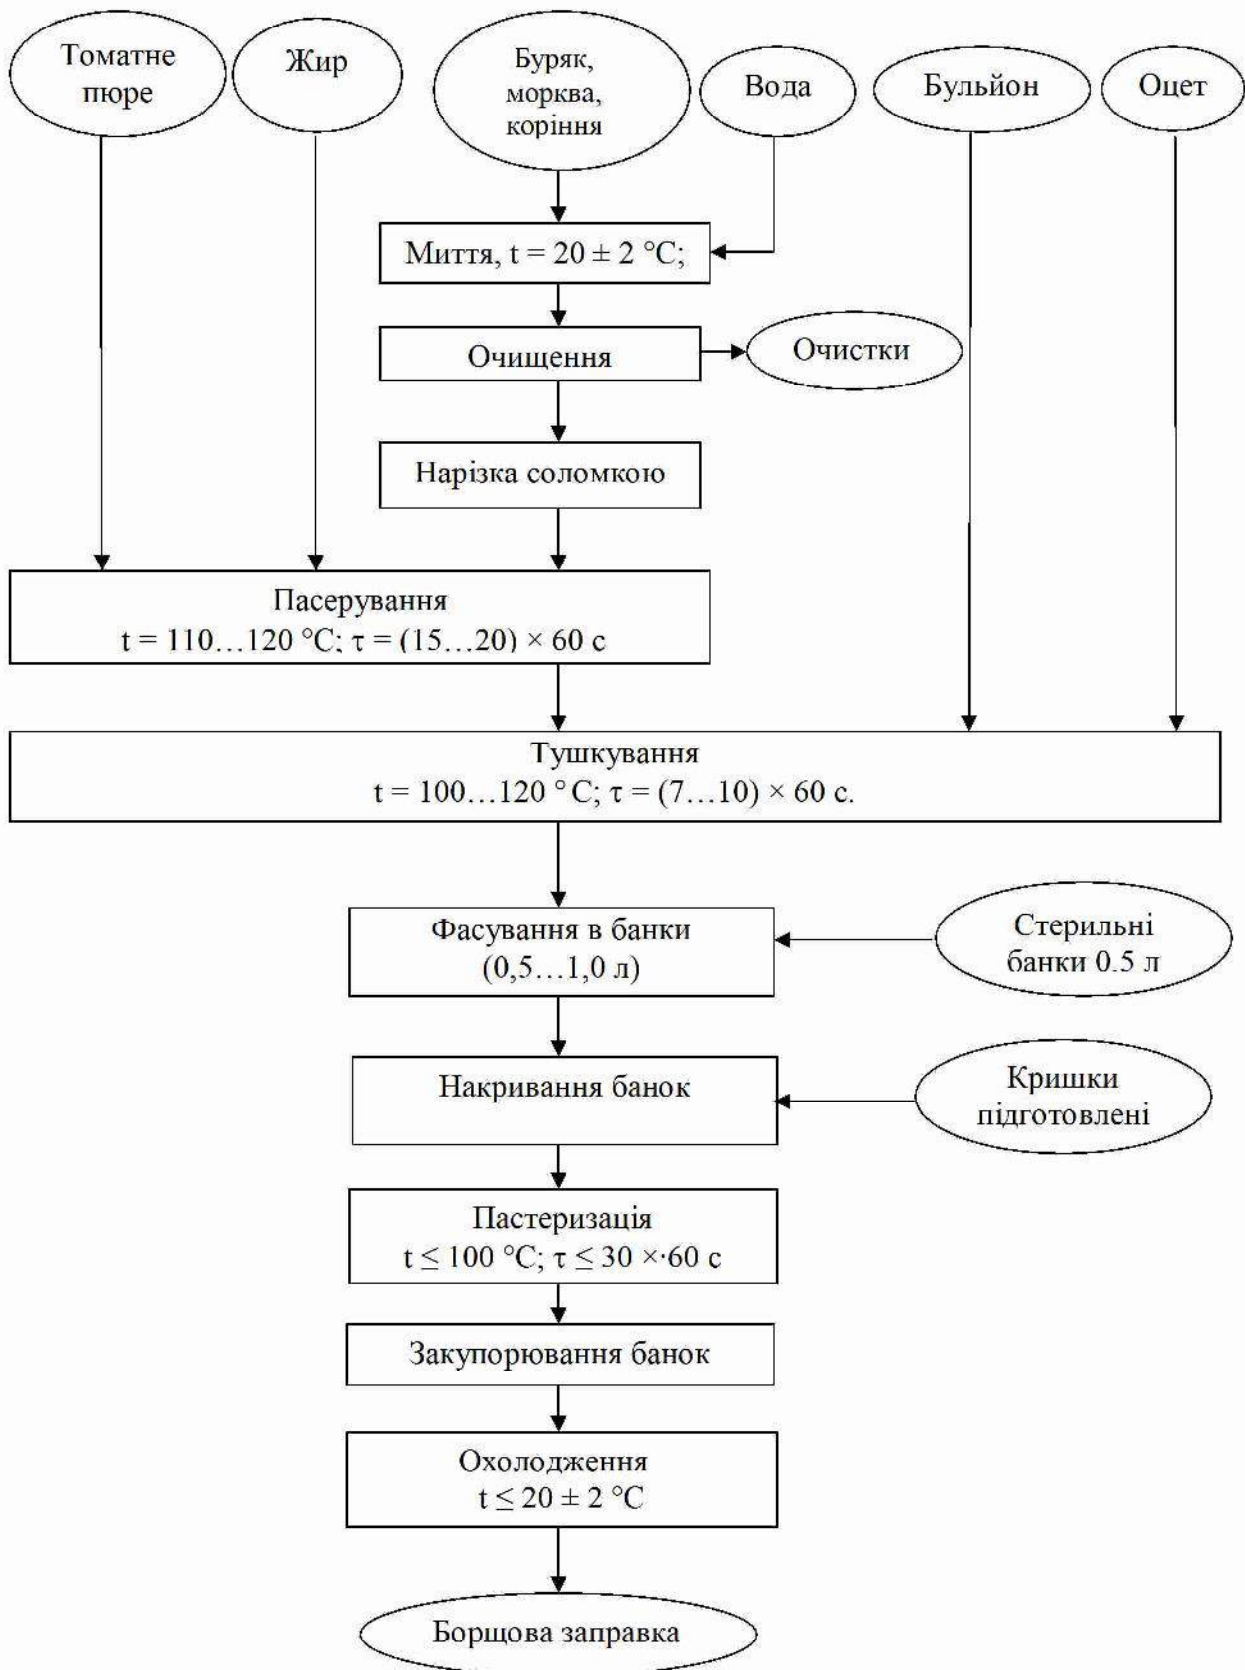 Томатне
пюре
Жир
Буряк,
морква,
коріння
Вода
Бульйон
Оцет
Миття, t = 20 ± 2 °С;
Очищення
Очистки
Нарізка соломкою
Пасерування
t = 110…120 °С; τ = (15…20) × 60 с
Тушкування
t = 100…120 °С; τ = (7…10) × 60 с.
Фасування в банки
(0,5…1,0 л)
Стерильні
банки 0.5 л
Накривання банок
Кришки
підготовлені
Пастеризація
t ≤ 100 °С; τ ≤ 30 ×·60 с
Закупорювання банок
Охолодження
t ≤ 20 ± 2 °С
Борщова заправка